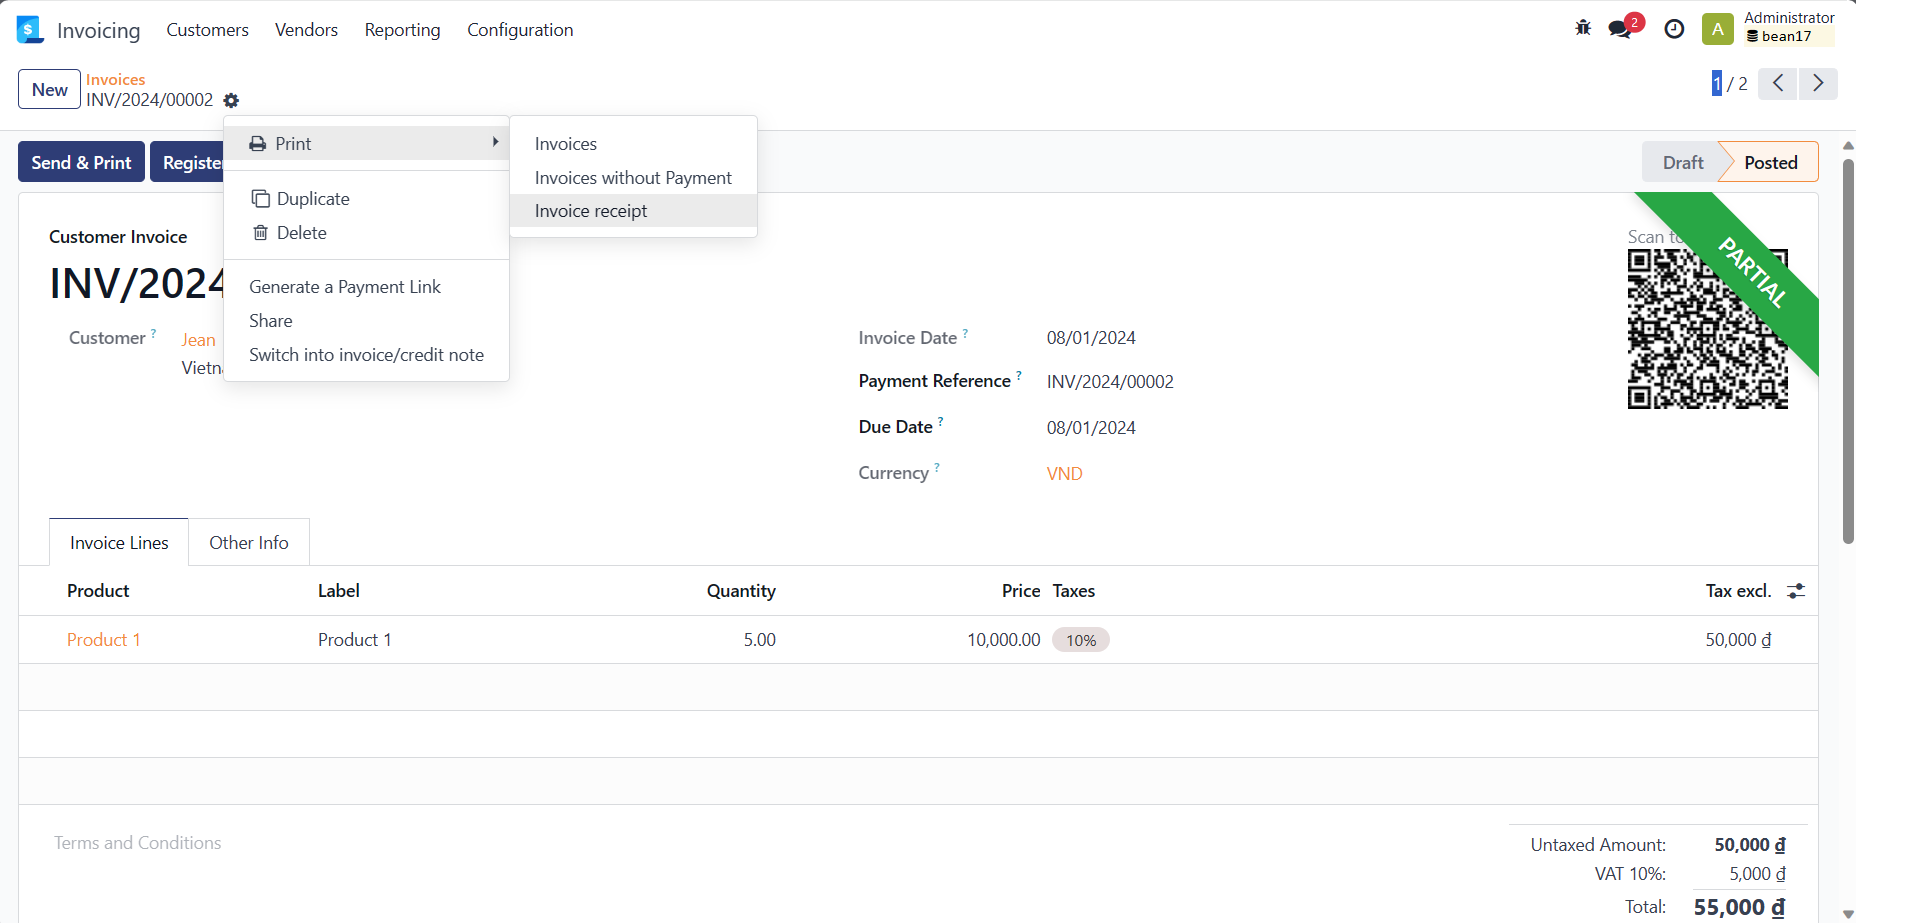 Invoicing Customers Vendors Reporting Configuration 2 A Administrator
bean17
New Invoices
INV/2024/00002
1 / 2
Print
Duplicate
Delete
Generate a Payment Link
Share
Switch into invoice/credit note
Invoices
Invoices without Payment
Invoice receipt
Send & Print Register
Draft Posted
PARTIAL
Customer Invoice
Scan
INV/2024
Customer ? Jean
Invoice Date ? 08/01/2024
Payment Reference ? INV/2024/00002
Due Date ? 08/01/2024
Currency ? VND
Invoice Lines Other Info
Product Label Quantity Price Taxes Tax excl.
Product 1 Product 1 5.00 10,000.00 10% 50,000 ₫
Terms and Conditions
Untaxed Amount: 50,000 ₫
VAT 10%: 5,000 ₫
Total: 55,000 ₫